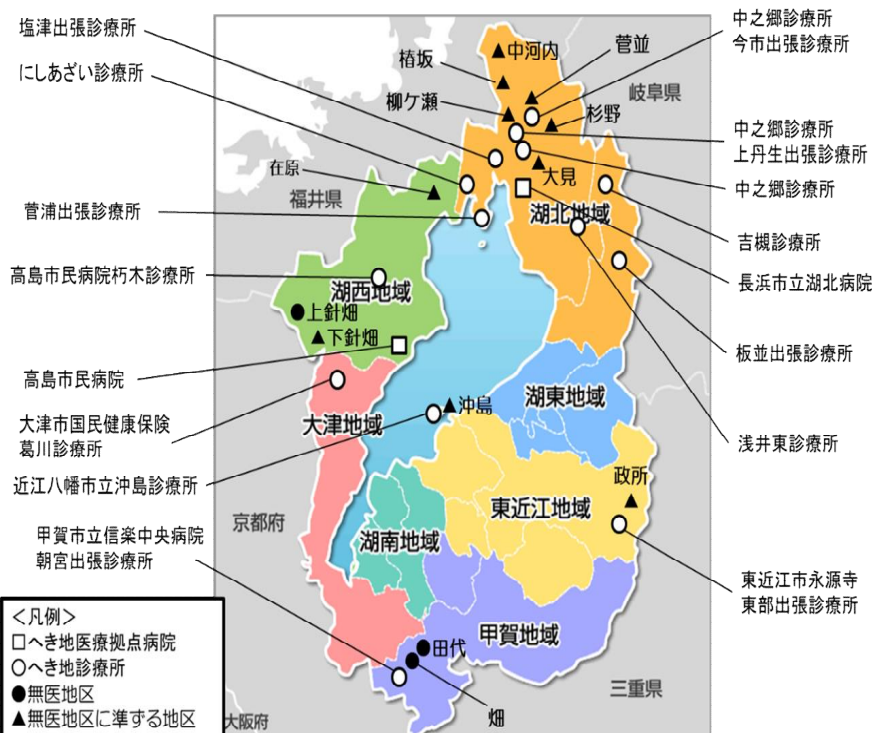 塩津出張診療所
にしあざい診療所
菅浦出張診療所
高島市民病院朽木診療所
高島市民病院
大津市国民健康保険
葛川診療所
近江八幡市立沖島診療所
甲賀市立信楽中央病院
朝宮出張診療所
中之郷診療所
今市出張診療所
中之郷診療所
上丹生出張診療所
中之郷診療所
吉槻診療所
長浜市立湖北病院
板並出張診療所
浅井東診療所
東近江市永源寺
東部出張診療所
中河内
椿坂
菅並
柳ケ瀬
杉野
大見
在原
上針畑
下針畑
沖島
政所
田代
畑
湖北地域
湖西地域
湖東地域
大津地域
東近江地域
湖南地域
甲賀地域
岐阜県
福井県
京都府
三重県
大阪府
<凡例>
□へき地医療拠点病院
○へき地診療所
●無医地区
▲無医地区に準ずる地区